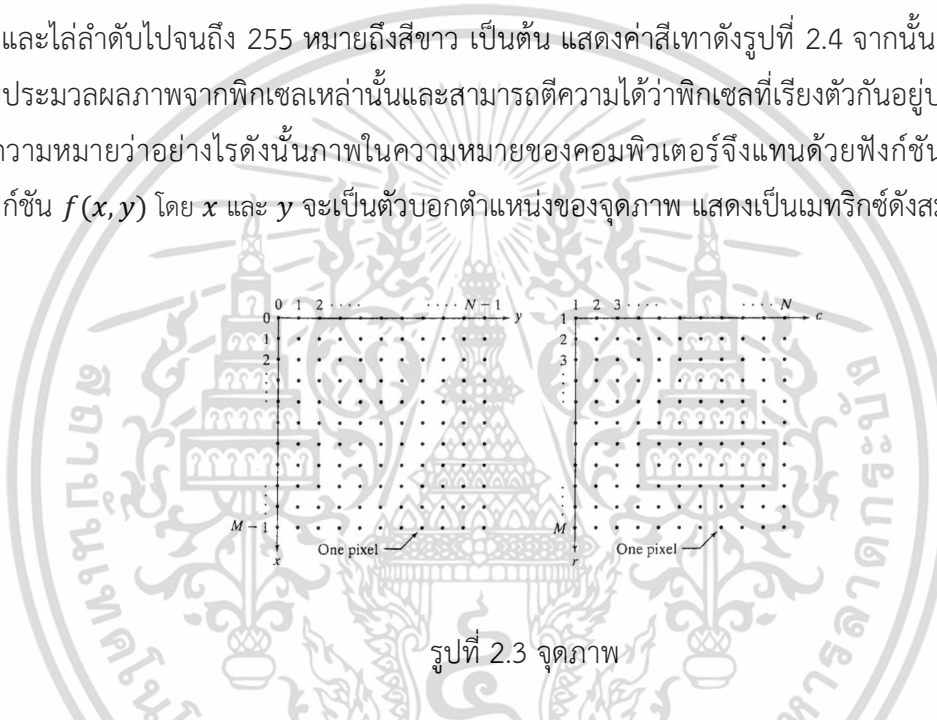 และไล่ลำดับไปจนถึง 255 หมายถึงสีขาว เป็นต้น แสดงค่าสีเทาดังรูปที่ 2.4 จากนั้น
ประมวลผลภาพจากพิกเซลเหล่านั้นและสามารถตีความได้ว่าพิกเซลที่เรียงตัวกันอยู่
ความหมายว่าอย่างไรดังนั้นภาพในความหมายของคอมพิวเตอร์จึงแทนด้วยฟังก์ชัน
ก์ชัน f(x, y) โดย x และ y จะเป็นตัวบอกตำแหน่งของจุดภาพ แสดงเป็นเมทริกซ์ดัง
0 1 2 · · · · · · · · N – 1 y
0
1
2
M – 1
x
One pixel
1 2 3 · · · · · · · · N c
1
2
3
M
r
One pixel
รูปที่ 2.3 จุดภาพ